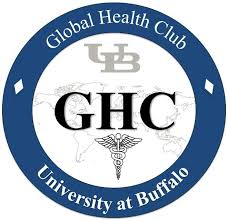 Global Health Club
UB
GHC
University at Buffalo